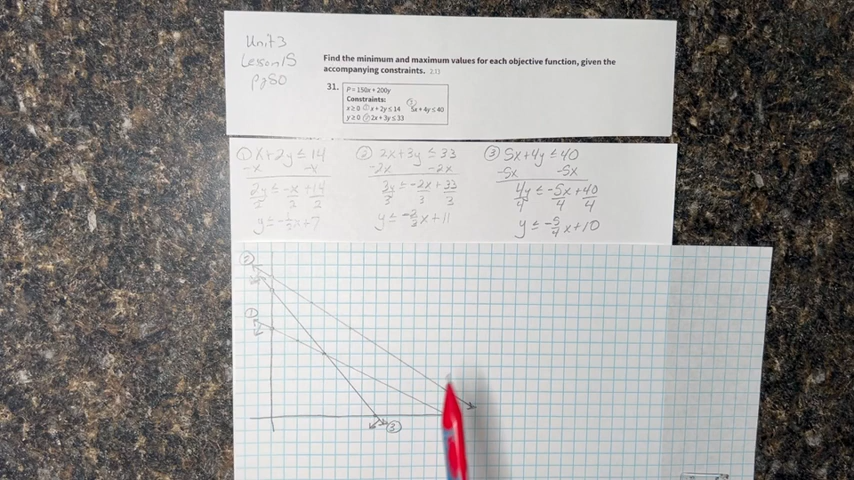 Unit 3
Lesson 15
pg 50
Find the minimum and maximum values for each objective function, given the
accompanying constraints. 2.13
31.
P = 150x + 200y
Constraints:
x ≥ 0 ① x + 2y ≤ 14 ③ 5x + 4y ≤ 40
y ≥ 0 ② 2x + 3y ≤ 33
① x+2y ≤ 14
-x -x
2y ≤ -x +14
2 2 2
y ≤ -1/2x+7
② 2x+3y ≤ 33
-2x -2x
3y ≤ -2x + 33
3 3 3
y ≤ -2/3x+11
③ 5x+4y ≤ 40
-5x -5x
4y ≤ -5x + 40
4 4 4
y ≤ -5/4x+10
②
①
③